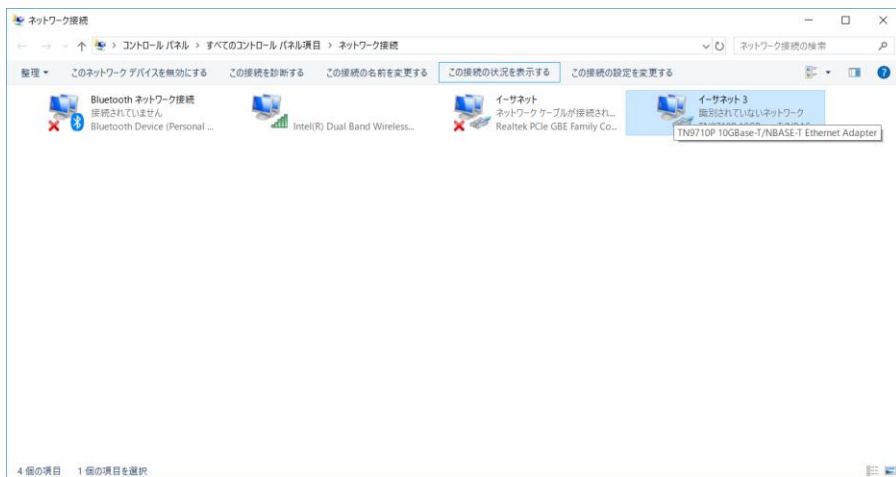 ネットワーク接続
コントロール パネル › すべてのコントロール パネル項目 › ネットワーク接続
ネットワーク接続の検索
整理
このネットワーク デバイスを無効にする
この接続を診断する
この接続の名前を変更する
この接続の状況を表示する
この接続の設定を変更する
Bluetooth ネットワーク接続
接続されていません
Bluetooth Device (Personal ...
Intel(R) Dual Band Wireless...
イーサネット
ネットワーク ケーブルが接続され...
Realtek PCIe GBE Family Co...
イーサネット 3
識別されていないネットワーク
TN9710P 10GBase-T/NBASE-T Ethernet Adapter
4 個の項目
1 個の項目を選択